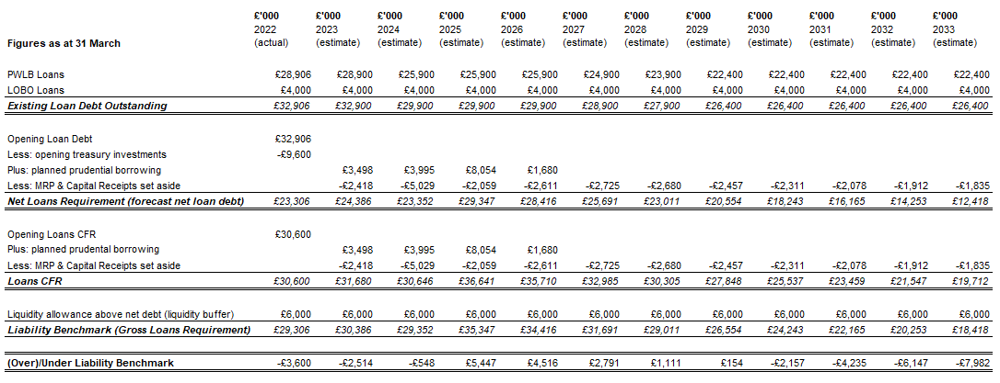 £'000 £'000 £'000 £'000 £'000 £'000 £'000 £'000 £'000 £'000 £'000 £'000
2022 2023 2024 2025 2026 2027 2028 2029 2030 2031 2032 2033
Figures as at 31 March (actual) (estimate) (estimate) (estimate) (estimate) (estimate) (estimate) (estimate) (estimate) (estimate) (estimate) (estimate)
PWLB Loans £28,906 £28,900 £25,900 £25,900 £25,900 £24,900 £23,900 £22,400 £22,400 £22,400 £22,400 £22,400
LOBO Loans £4,000 £4,000 £4,000 £4,000 £4,000 £4,000 £4,000 £4,000 £4,000 £4,000 £4,000 £4,000
Existing Loan Debt Outstanding £32,906 £32,900 £29,900 £29,900 £29,900 £28,900 £27,900 £26,400 £26,400 £26,400 £26,400 £26,400
Opening Loan Debt £32,906
Less: opening treasury investments -£9,600
Plus: planned prudential borrowing £3,498 £3,995 £8,054 £1,680
Less: MRP & Capital Receipts set aside -£2,418 -£5,029 -£2,059 -£2,611 -£2,725 -£2,680 -£2,457 -£2,311 -£2,078 -£1,912 -£1,835
Net Loans Requirement (forecast net loan debt) £23,306 £24,386 £23,352 £29,347 £28,416 £25,691 £23,011 £20,554 £18,243 £16,165 £14,253 £12,418
Opening Loans CFR £30,600
Plus: planned prudental borrowing £3,498 £3,995 £8,054 £1,680
Less: MRP & Capital Receipts set aside -£2,418 -£5,029 -£2,059 -£2,611 -£2,725 -£2,680 -£2,457 -£2,311 -£2,078 -£1,912 -£1,835
Loans CFR £30,600 £31,680 £30,646 £36,641 £35,710 £32,985 £30,305 £27,848 £25,537 £23,459 £21,547 £19,712
Liquidity allowance above net debt (liquidity buffer) £6,000 £6,000 £6,000 £6,000 £6,000 £6,000 £6,000 £6,000 £6,000 £6,000 £6,000 £6,000
Liability Benchmark (Gross Loans Requirement) £29,306 £30,386 £29,352 £35,347 £34,416 £31,691 £29,011 £26,554 £24,243 £22,165 £20,253 £18,418
(Over)/Under Liability Benchmark -£3,600 -£2,514 -£548 £5,447 £4,516 £2,791 £1,111 £154 -£2,157 -£4,235 -£6,147 -£7,982